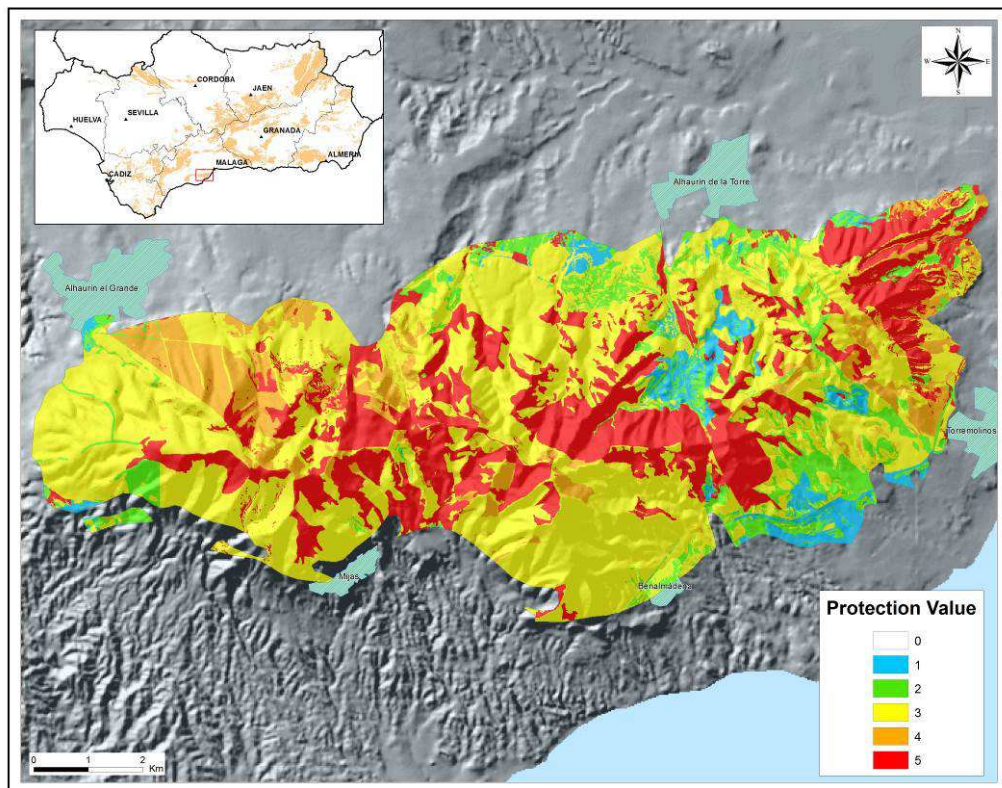 N
W
E
S
CORDOBA
JAEN
SEVILLA
HUELVA
GRANADA
ALMERIA
MALAGA
CADIZ
Alhaurin de la Torre
Alhaurin el Grande
Torremolinos
Mijas
Benalmádena
Protection Value
0
1
2
3
4
5
0 1 2
Km